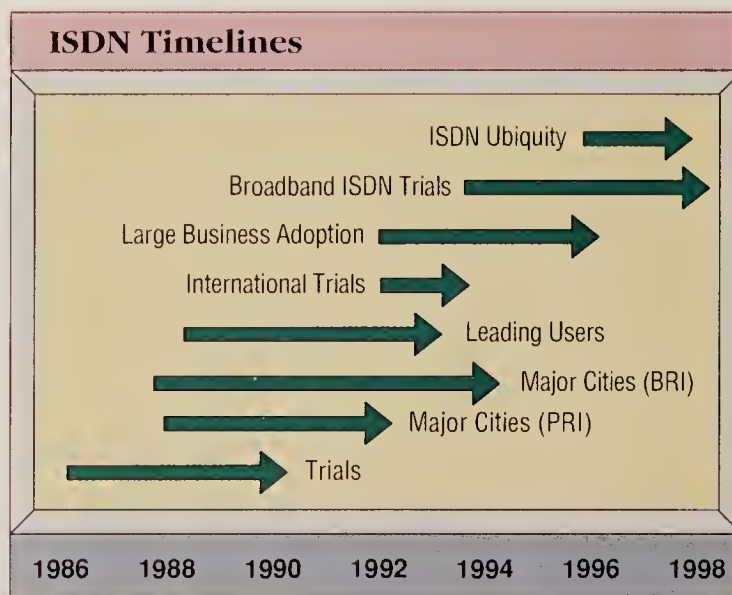 ISDN Timelines
ISDN Ubiquity
Broadband ISDN Trials
Large Business Adoption
International Trials
Leading Users
Major Cities (BRI)
Major Cities (PRI)
Trials
1986 1988 1990 1992 1994 1996 1998